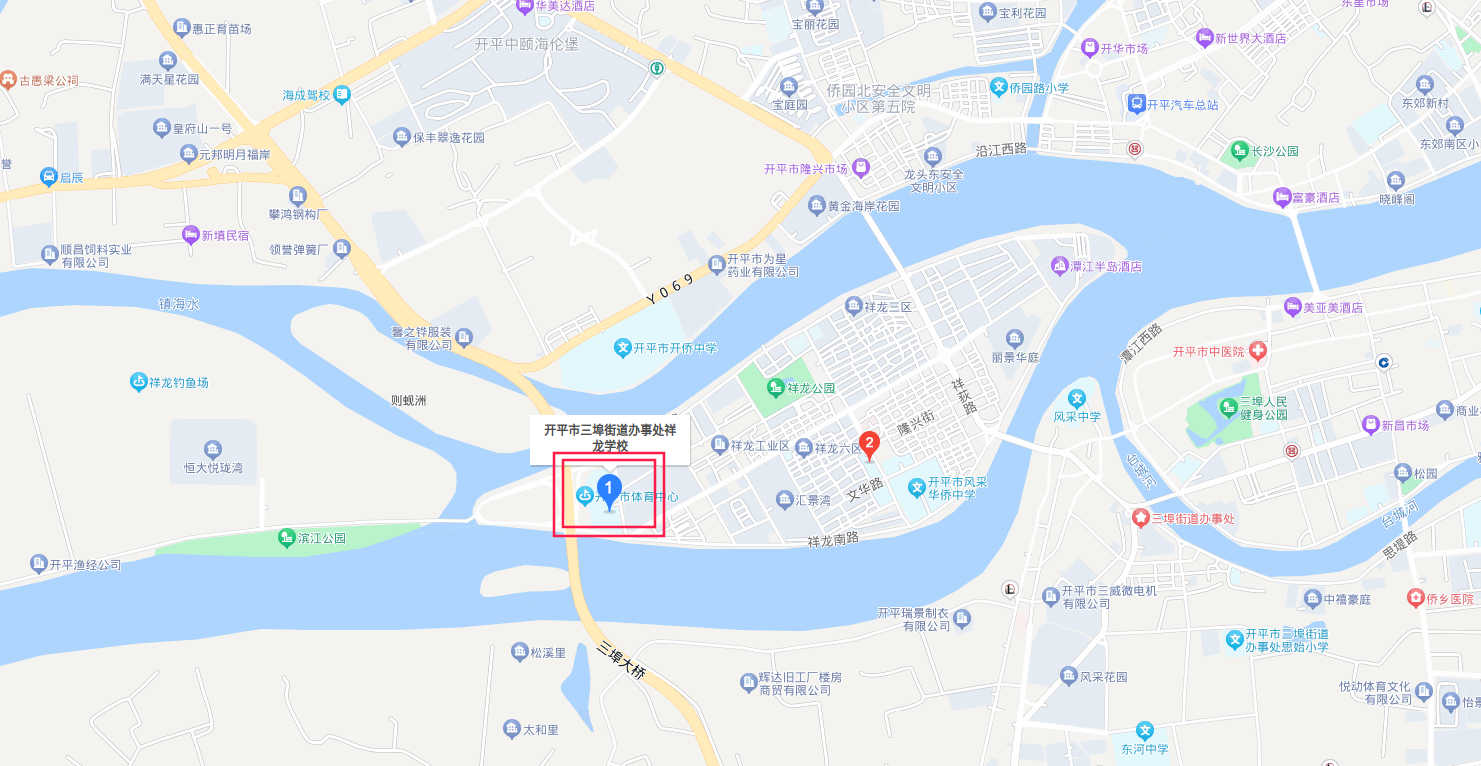 华美达酒店
宝丽花园
宝利花园
东星市场
惠正育苗场
开平中颐海伦堡
开华市场
新世界大酒店
古愚梁公祠
满天星花园
海成驾校
宝庭园
侨园北安全文明
小区第五院
侨园路小学
开平汽车总站
东郊新村
皇府山一号
保丰翠逸花园
元邦明月福岸
沿江西路
长沙公园
东郊南区小
誉
启辰
开平市隆兴市场
龙头东安全
文明小区
攀鸿钢构厂
黄金海岸花园
富豪酒店
晓峰阁
新填民宿
顺昌饲料实业
有限公司
领誉弹簧厂
开平市为星
药业有限公司
潭江半岛酒店
Y069
镇海水
祥龙三区
美亚美酒店
馨之铧服装
有限公司
开平市开侨中学
丽景华庭
潭江西路
开平市中医院
祥龙钓鱼场
则蚬洲
祥龙公园
祥荻路
风采中学
三埠人民
健身公园
商业
隆兴街
新昌市场
开平市三埠街道办事处祥
龙学校
祥龙工业区
祥龙六区
2
恒大悦珑湾
台城河
松园
1
开平市体育中心
汇景湾
文华路
开平市风采
华侨中学
三埠街道办事处
台城河
滨江公园
祥龙南路
思堤路
开平渔经公司
开平瑞景制衣
有限公司
开平市三威微电机
有限公司
中禧豪庭
侨乡医院
开平市三埠街道
办事处思始小学
松溪里
三埠大桥
辉达旧工厂楼房
商贸有限公司
风采花园
悦动体育文化
有限公司
怡景
太和里
东河中学